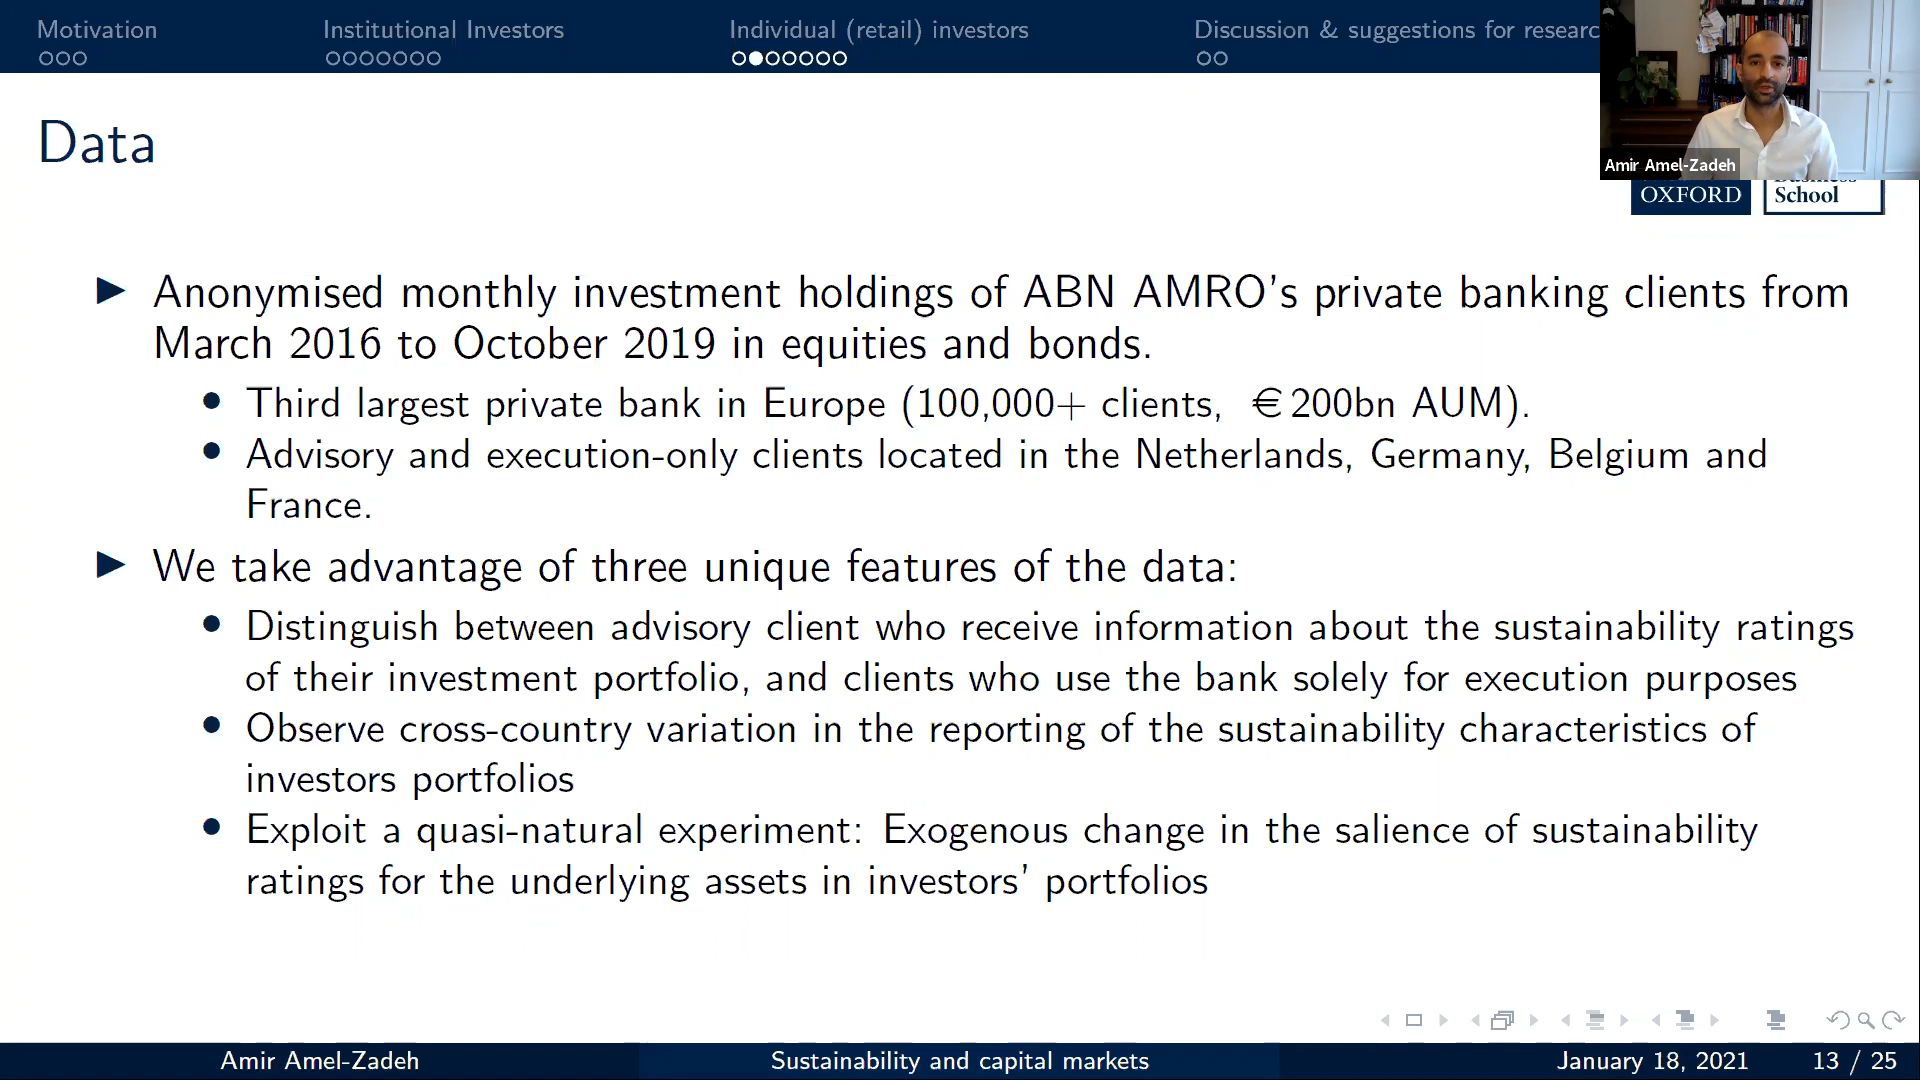 Motivation Institutional Investors Individual (retail) investors Discussion & suggestions for researc
Amir Amel-Zadeh
Data
OXFORD School
Anonymised monthly investment holdings of ABN AMRO's private banking clients from
March 2016 to October 2019 in equities and bonds.
Third largest private bank in Europe (100,000+ clients, €200bn AUM).
Advisory and execution-only clients located in the Netherlands, Germany, Belgium and
France.
We take advantage of three unique features of the data:
Distinguish between advisory client who receive information about the sustainability ratings
of their investment portfolio, and clients who use the bank solely for execution purposes
Observe cross-country variation in the reporting of the sustainability characteristics of
investors portfolios
Exploit a quasi-natural experiment: Exogenous change in the salience of sustainability
ratings for the underlying assets in investors' portfolios
Amir Amel-Zadeh Sustainability and capital markets January 18, 2021 13 / 25